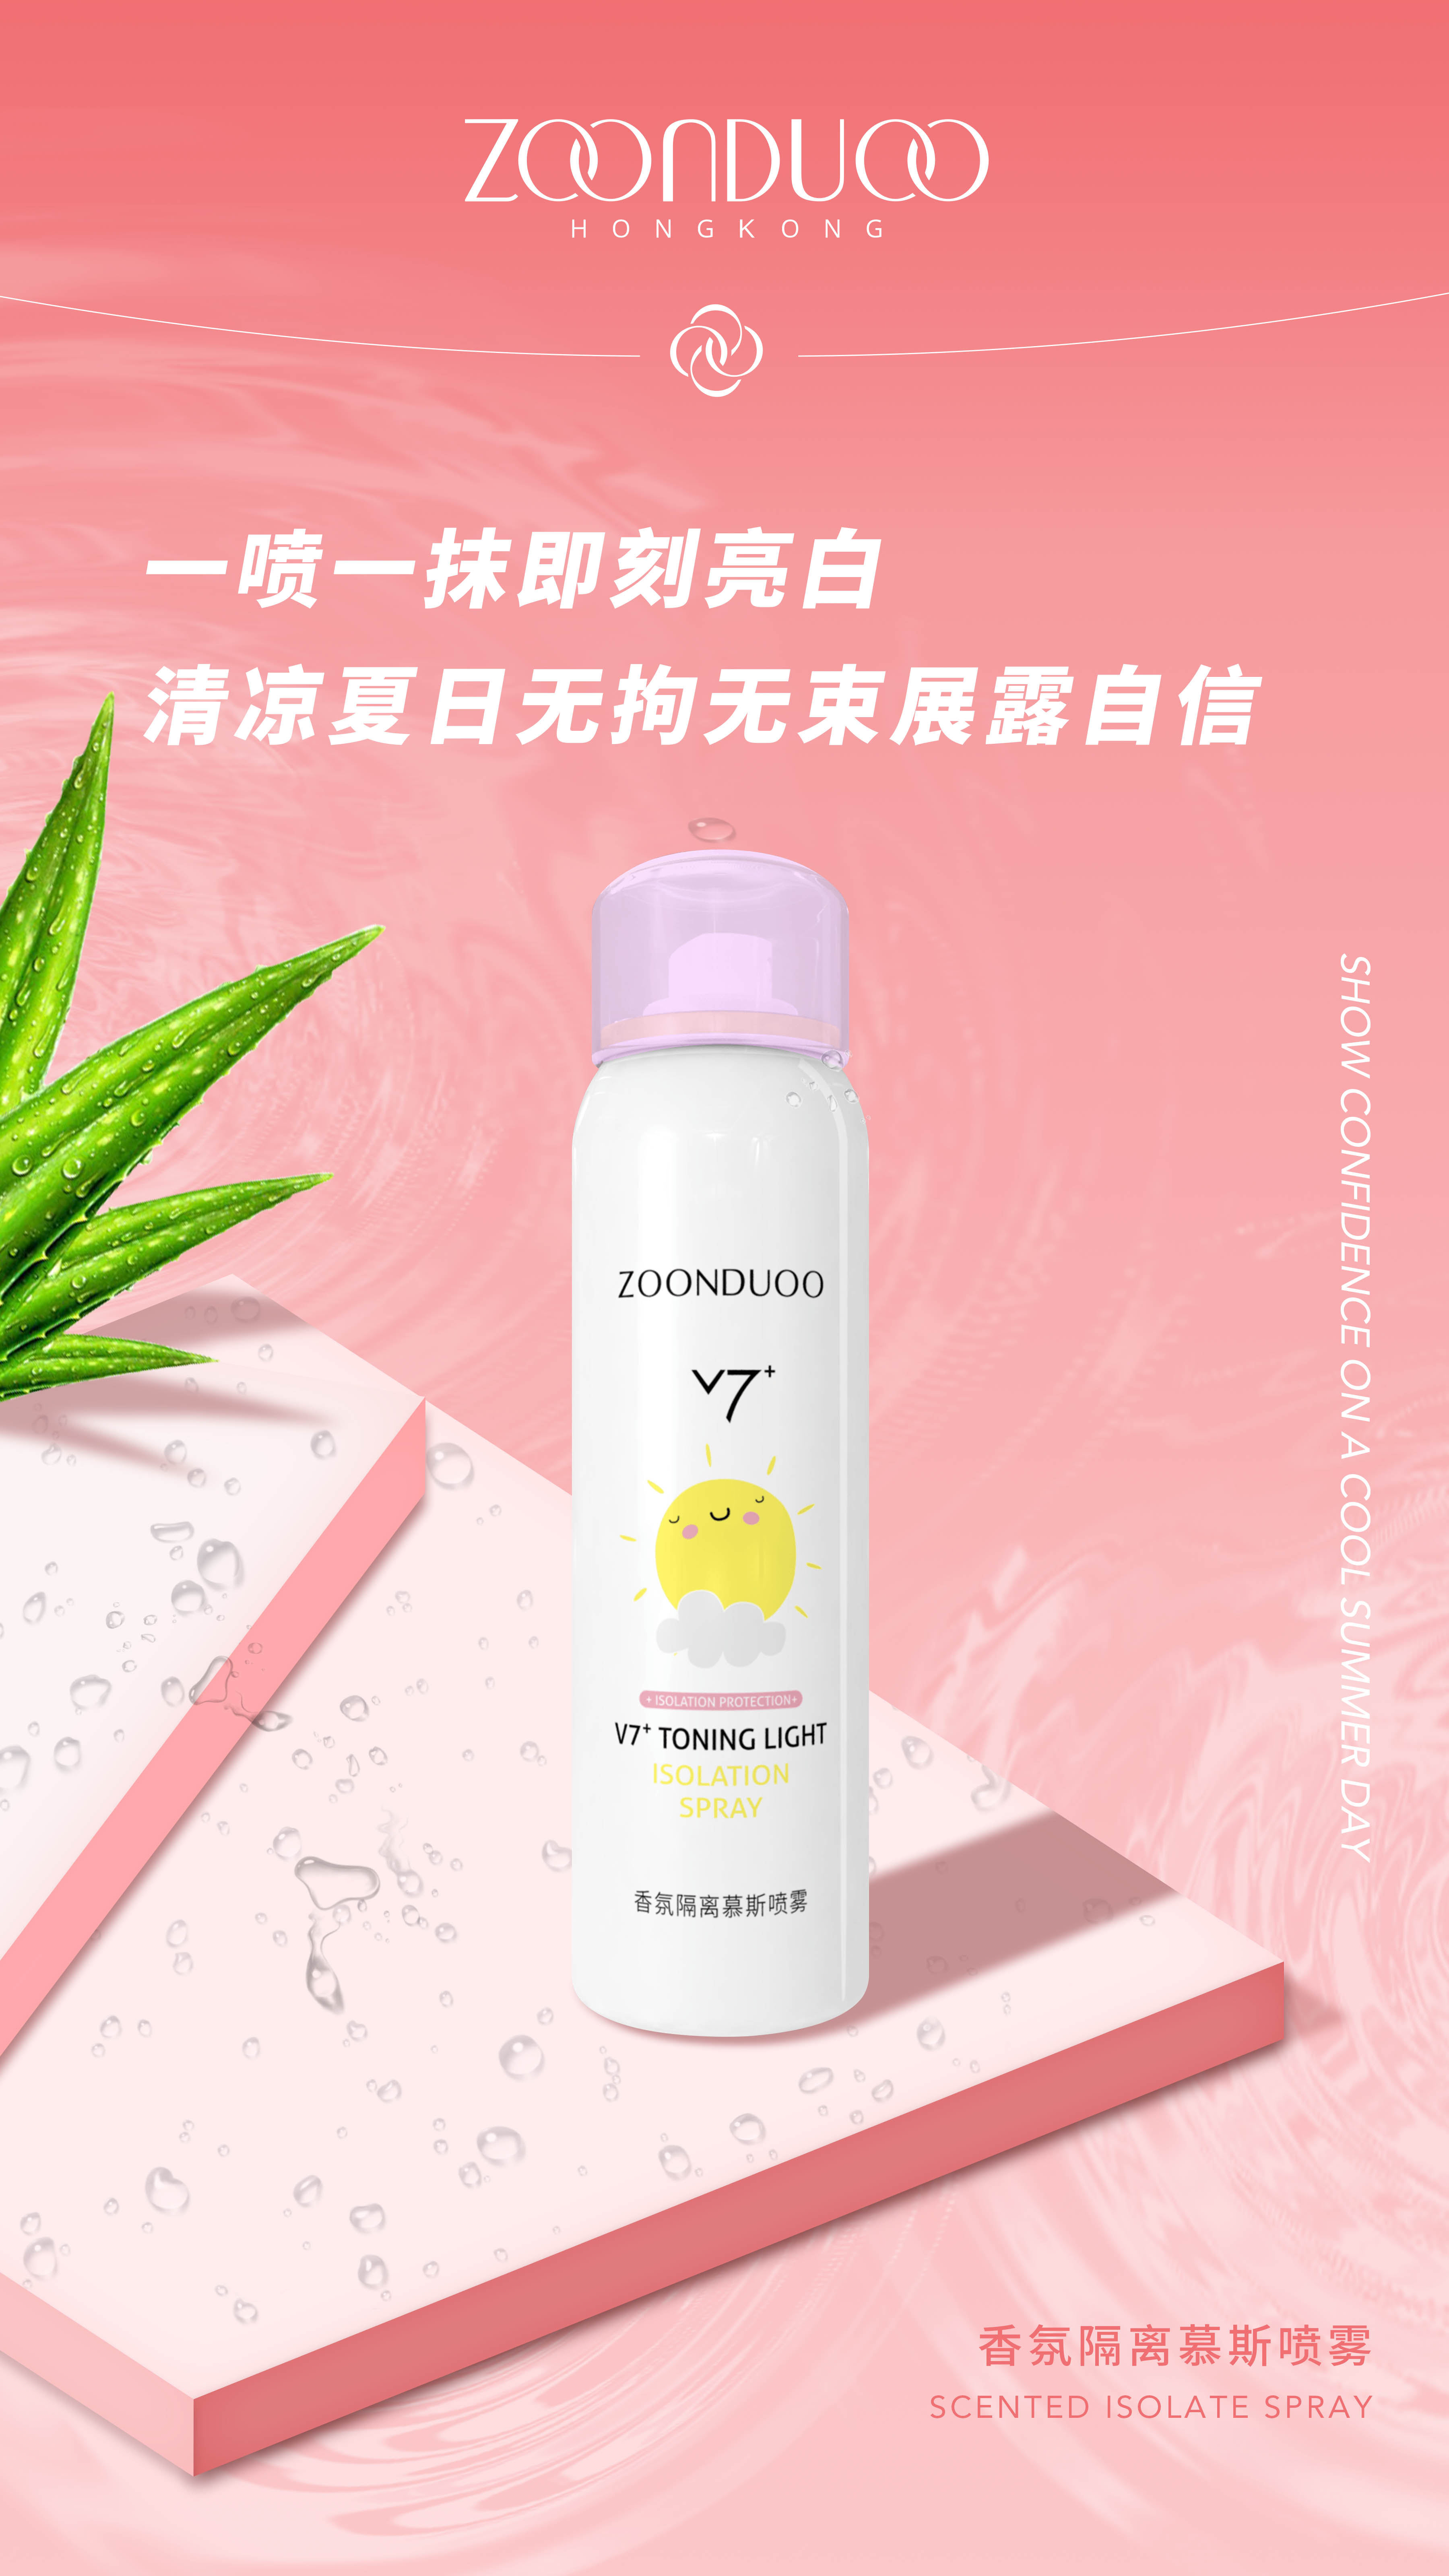 ZOONDUOO
HONGKONG
一喷一抹即刻亮白
清凉夏日无拘无束展露自信
SHOW CONFIDENCE ON A COOL SUMMER DAY
ZOONDUOO
V7+
+ ISOLATION PROTECTION+
V7+ TONING LIGHT
ISOLATION
SPRAY
香氛隔离慕斯喷雾
香氛隔离慕斯喷雾
SCENTED ISOLATE SPRAY